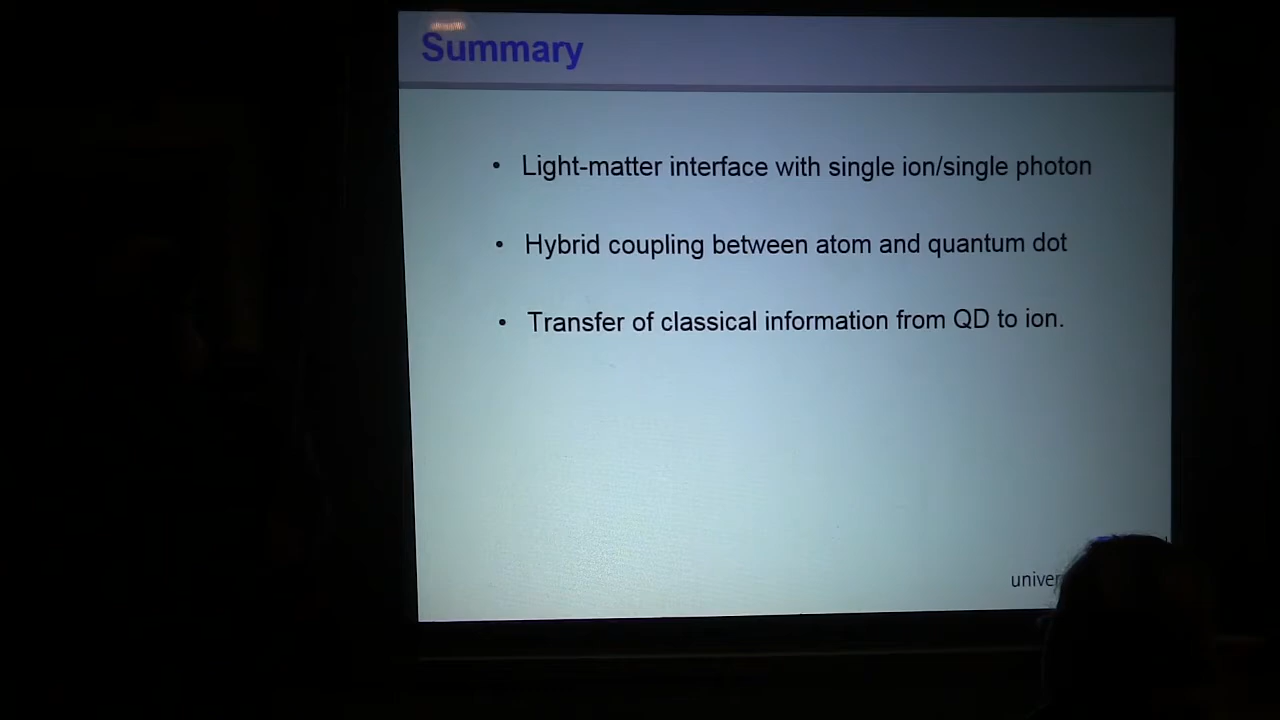 Summary
• Light-matter interface with single ion/single photon
• Hybrid coupling between atom and quantum dot
• Transfer of classical information from QD to ion.